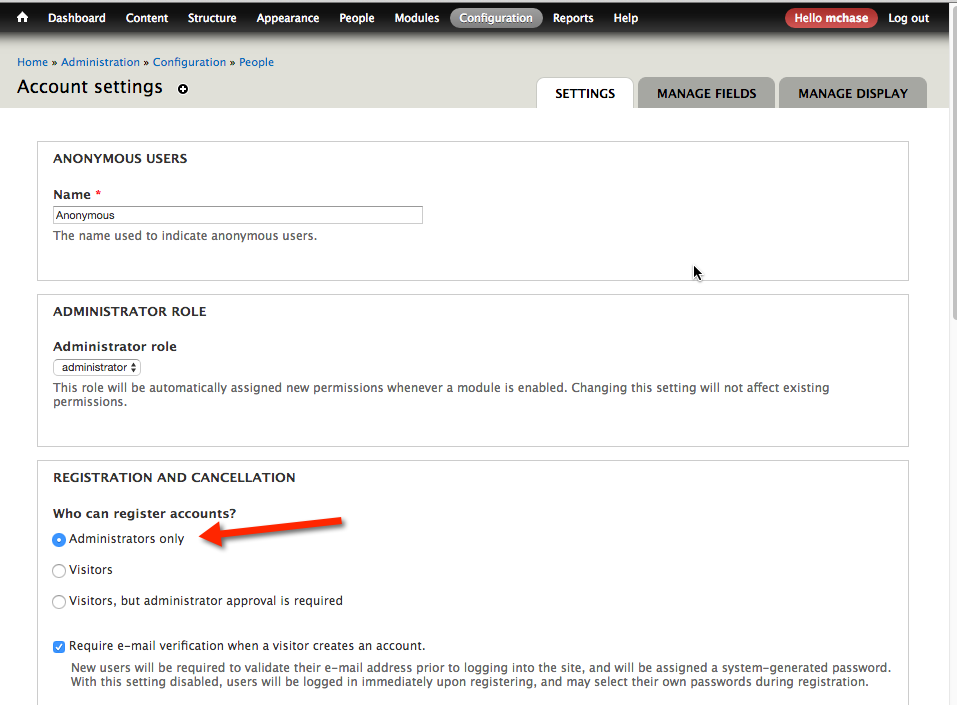 Dashboard Content Structure Appearance People Modules Configuration Reports Help Hello mchase Log out
Home » Administration » Configuration » People
Account settings
SETTINGS MANAGE FIELDS MANAGE DISPLAY
ANONYMOUS USERS
Name *
Anonymous
The name used to indicate anonymous users.
ADMINISTRATOR ROLE
Administrator role
administrator
This role will be automatically assigned new permissions whenever a module is enabled. Changing this setting will not affect existing
permissions.
REGISTRATION AND CANCELLATION
Who can register accounts?
Administrators only
Visitors
Visitors, but administrator approval is required
Require e-mail verification when a visitor creates an account.
New users will be required to validate their e-mail address prior to logging into the site, and will be assigned a system-generated password.
With this setting disabled, users will be logged in immediately upon registering, and may select their own passwords during registration.